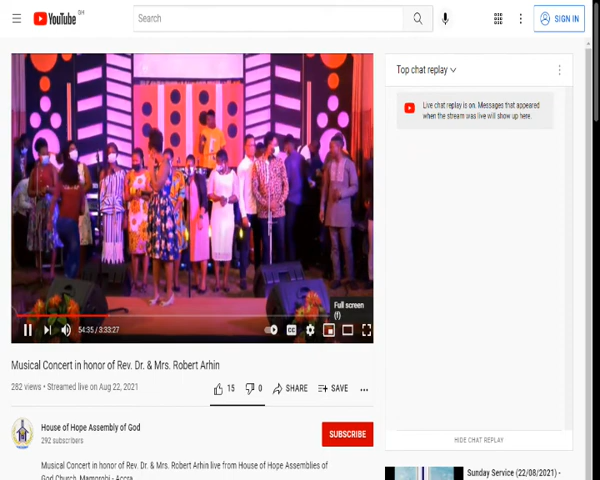 YouTube GH
Search
SIGN IN
Top chat replay
Live chat replay is on. Messages that appeared
when the stream was live will show up here.
Full screen
(f)
54:35 / 3:33:27
CC
Musical Concert in honor of Rev. Dr. & Mrs. Robert Arhin
282 views • Streamed live on Aug 22, 2021
15
0
SHARE
SAVE
HIDE CHAT REPLAY
House of Hope Assembly of God
292 subscribers
SUBSCRIBE
Musical Concert in honor of Rev. Dr. & Mrs. Robert Arhin live from House of Hope Assemblies of
God Church, Mamprobi - Accra
Sunday Service (22/08/2021) -